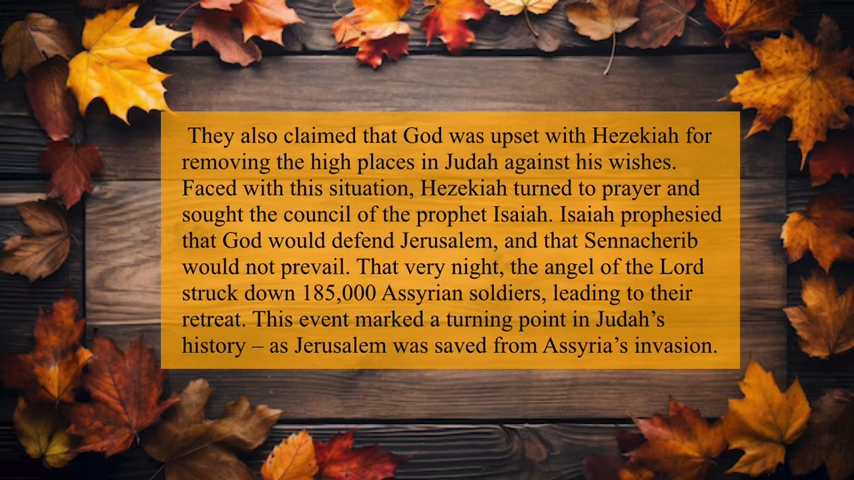 They also claimed that God was upset with Hezekiah for
removing the high places in Judah against his wishes.
Faced with this situation, Hezekiah turned to prayer and
sought the council of the prophet Isaiah. Isaiah prophesied
that God would defend Jerusalem, and that Sennacherib
would not prevail. That very night, the angel of the Lord
struck down 185,000 Assyrian soldiers, leading to their
retreat. This event marked a turning point in Judah’s
history – as Jerusalem was saved from Assyria’s invasion.